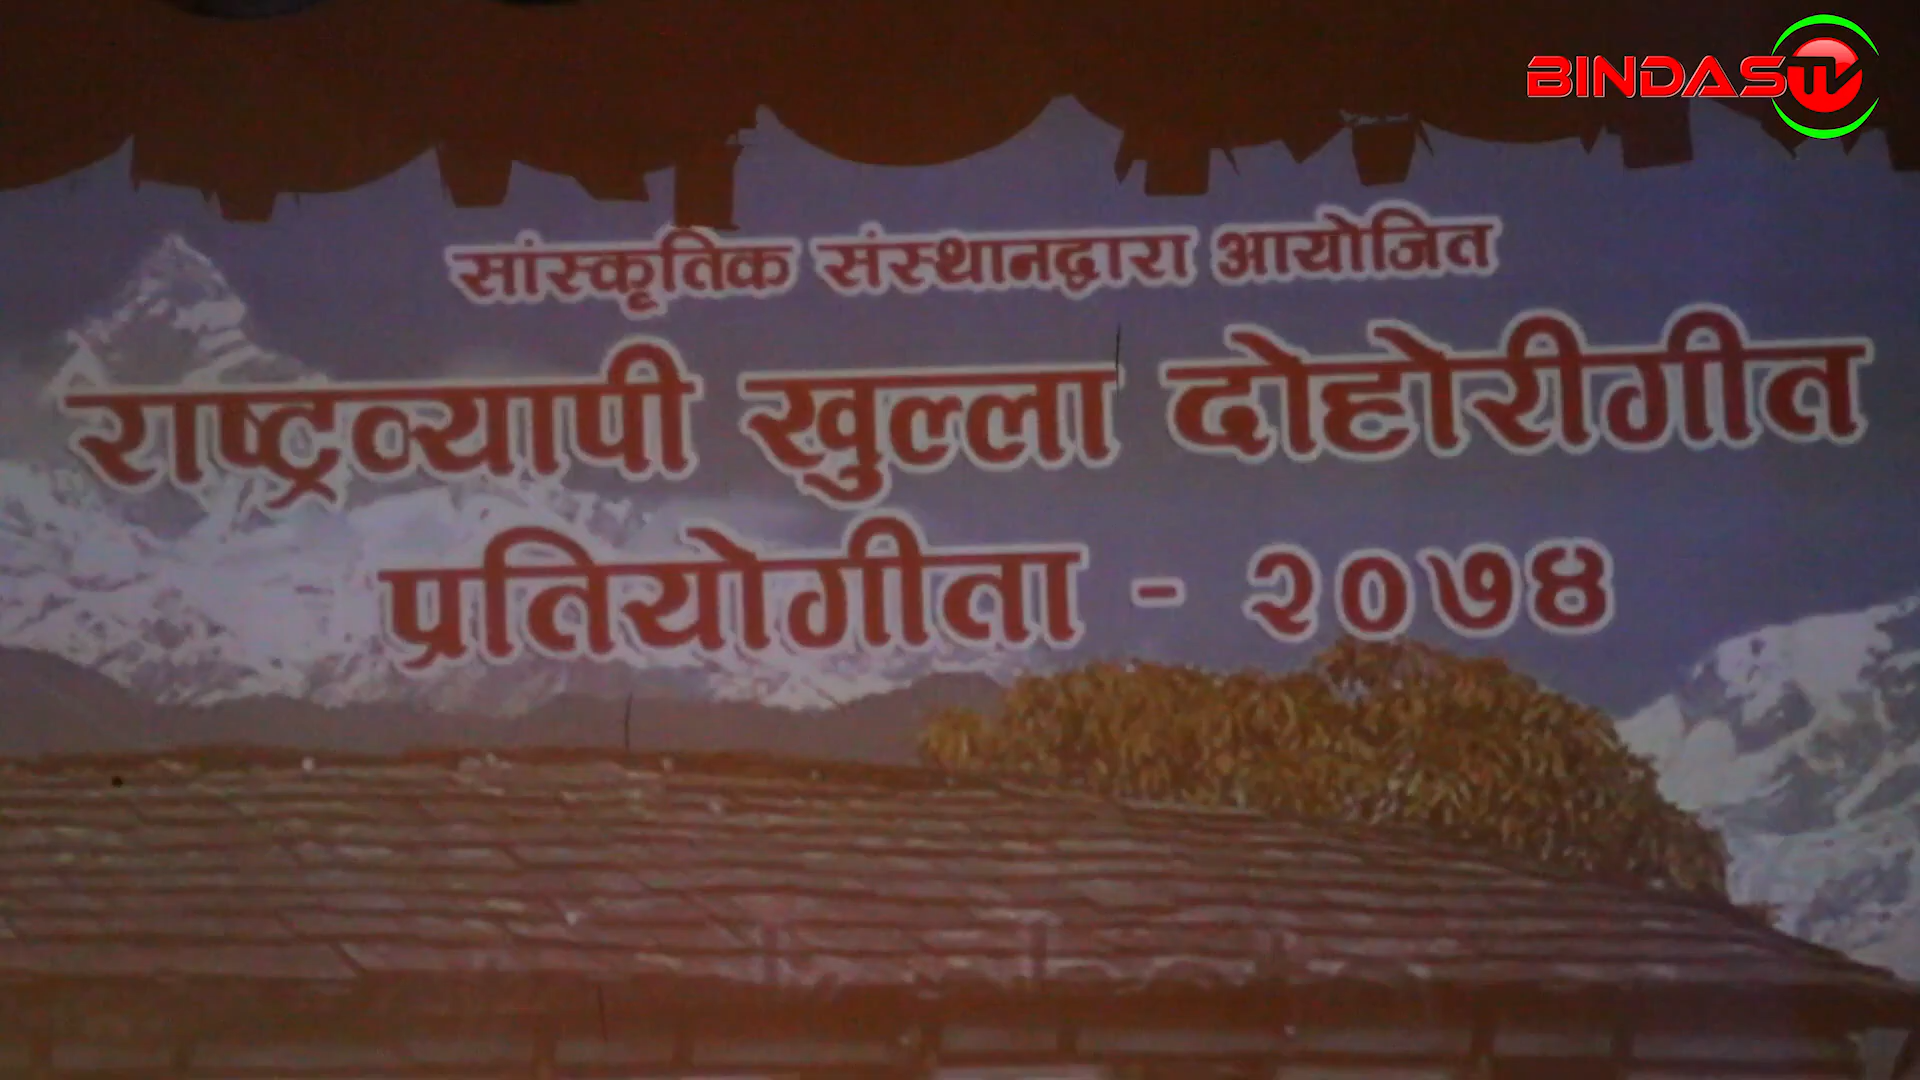 BINDAS TV
सांस्कृतिक संस्थानद्वारा आयोजित
राष्ट्रव्यापी खुल्ला दोहोरीगीत
प्रतियोगीता - २०७४